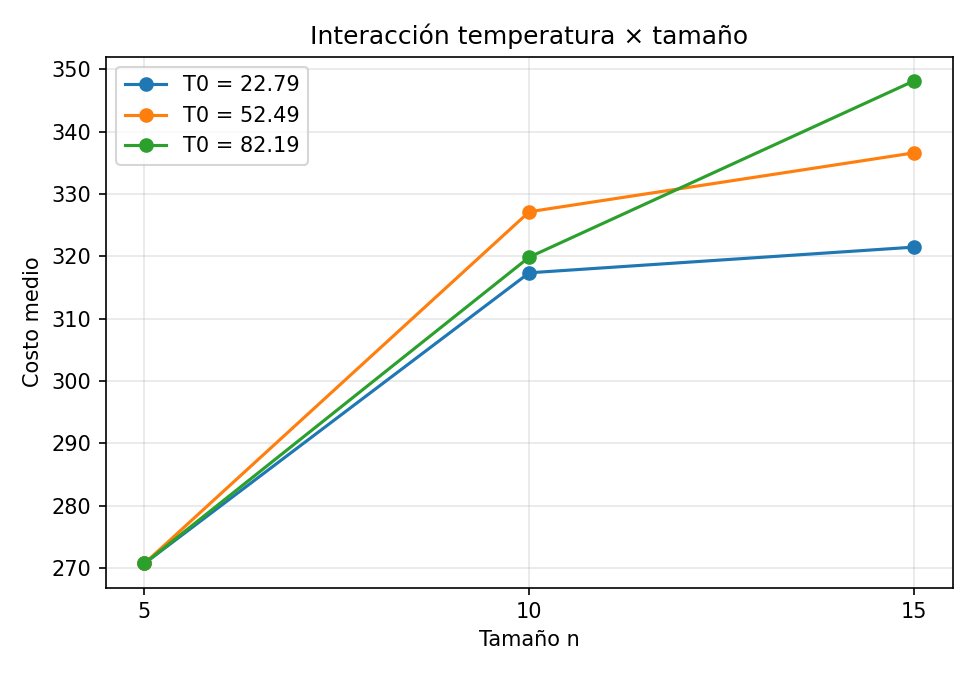 Interacción temperatura × tamaño
T0 = 22.79
T0 = 52.49
T0 = 82.19
Costo medio
350
340
330
320
310
300
290
280
270
5
10
15
Tamaño n